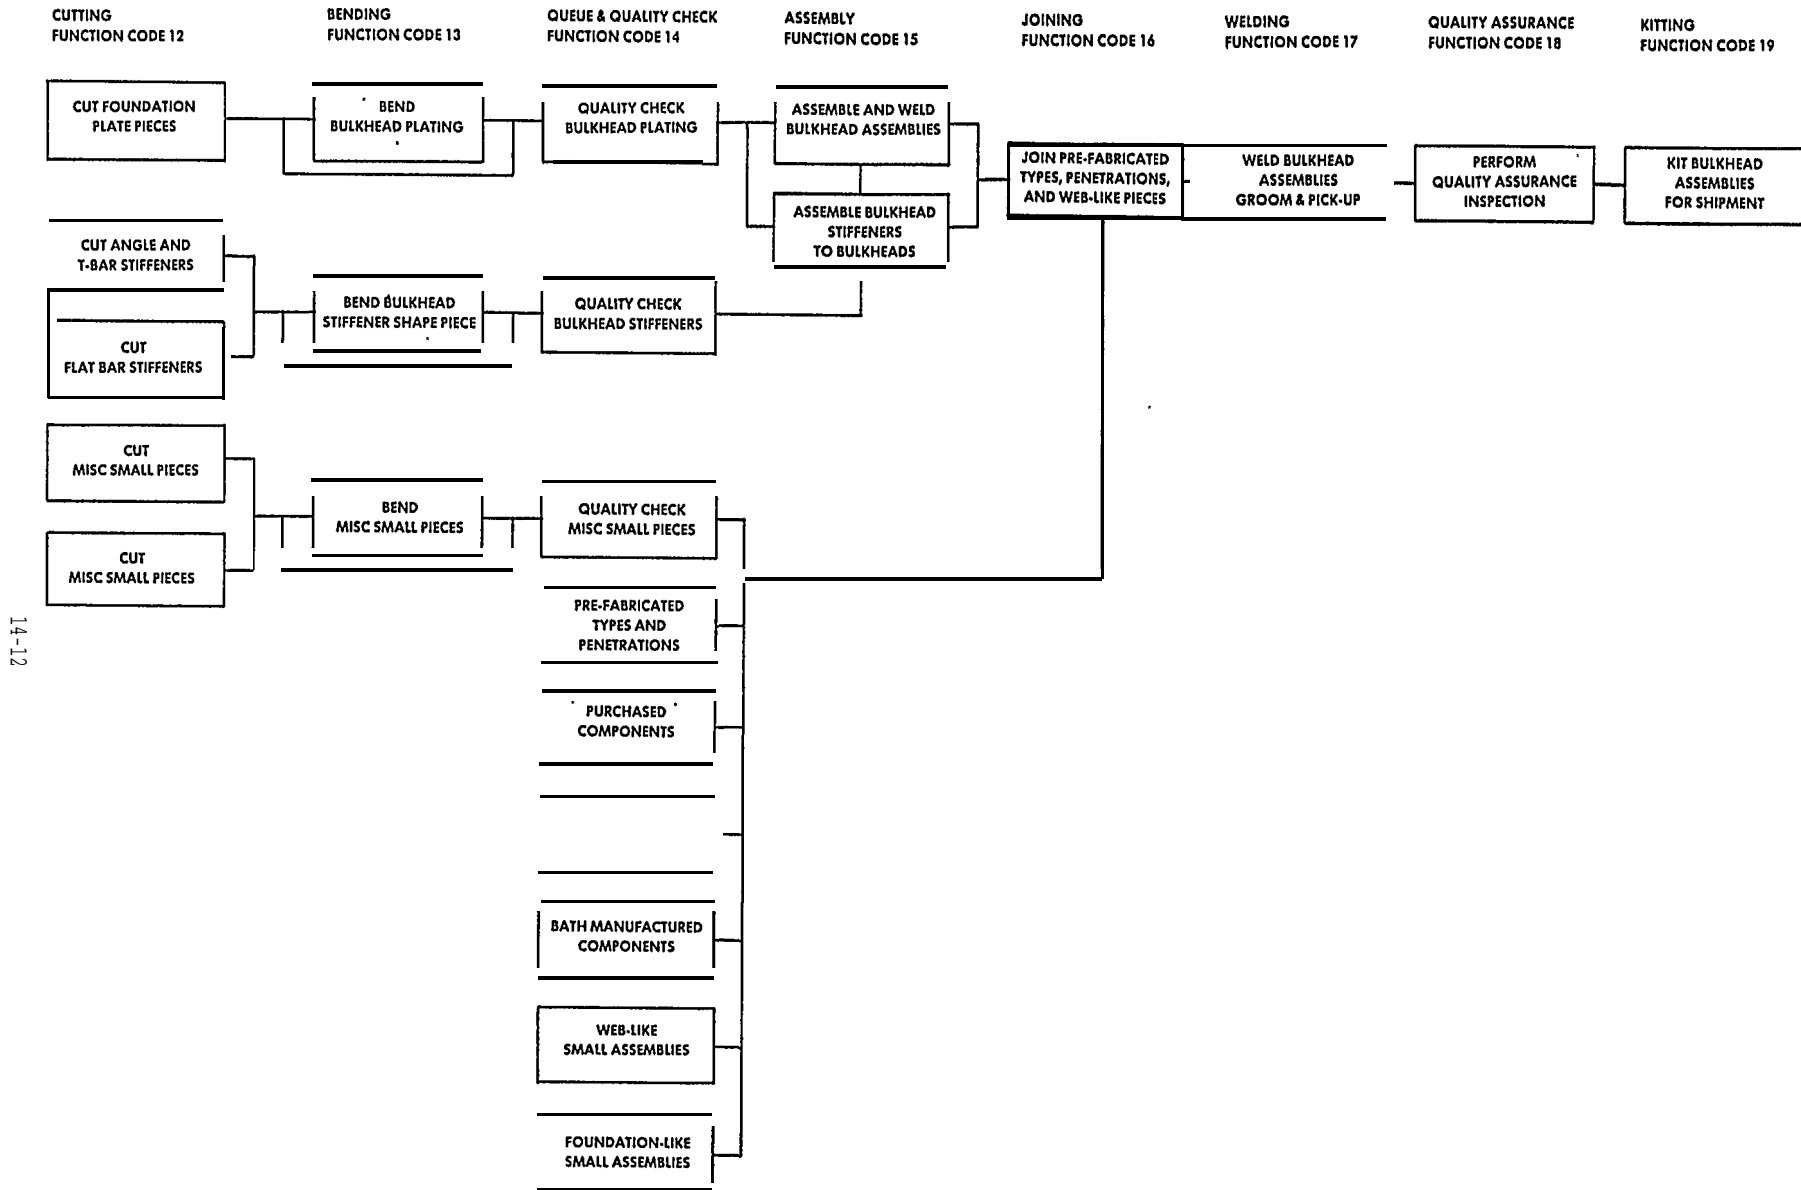 CUTTING
FUNCTION CODE 12
BENDING
FUNCTION CODE 13
QUEUE & QUALITY CHECK
FUNCTION CODE 14
ASSEMBLY
FUNCTION CODE 15
JOINING
FUNCTION CODE 16
WELDING
FUNCTION CODE 17
QUALITY ASSURANCE
FUNCTION CODE 18
KITTING
FUNCTION CODE 19
CUT FOUNDATION
PLATE PIECES
BEND
BULKHEAD PLATING
QUALITY CHECK
BULKHEAD PLATING
ASSEMBLE AND WELD
BULKHEAD ASSEMBLIES
JOIN PRE-FABRICATED
TYPES, PENETRATIONS,
AND WEB-LIKE PIECES
WELD BULKHEAD
ASSEMBLIES
GROOM & PICK-UP
PERFORM
QUALITY ASSURANCE
INSPECTION
KIT BULKHEAD
ASSEMBLIES
FOR SHIPMENT
ASSEMBLE BULKHEAD
STIFFENERS
TO BULKHEADS
CUT ANGLE AND
T-BAR STIFFENERS
BEND BULKHEAD
STIFFENER SHAPE PIECE
QUALITY CHECK
BULKHEAD STIFFENERS
CUT
FLAT BAR STIFFENERS
CUT
MISC SMALL PIECES
BEND
MISC SMALL PIECES
QUALITY CHECK
MISC SMALL PIECES
CUT
MISC SMALL PIECES
PRE-FABRICATED
TYPES AND
PENETRATIONS
PURCHASED
COMPONENTS
BATH MANUFACTURED
COMPONENTS
WEB-LIKE
SMALL ASSEMBLIES
FOUNDATION-LIKE
SMALL ASSEMBLIES
14-12